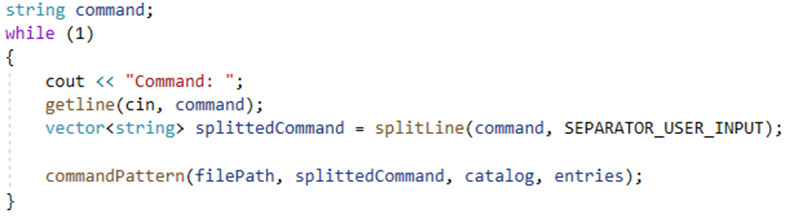 string command;
while (1)
{
    cout << "Command: ";
    getline(cin, command);
    vector<string> splittedCommand = splitLine(command, SEPARATOR_USER_INPUT);
    commandPattern(filePath, splittedCommand, catalog, entries);
}